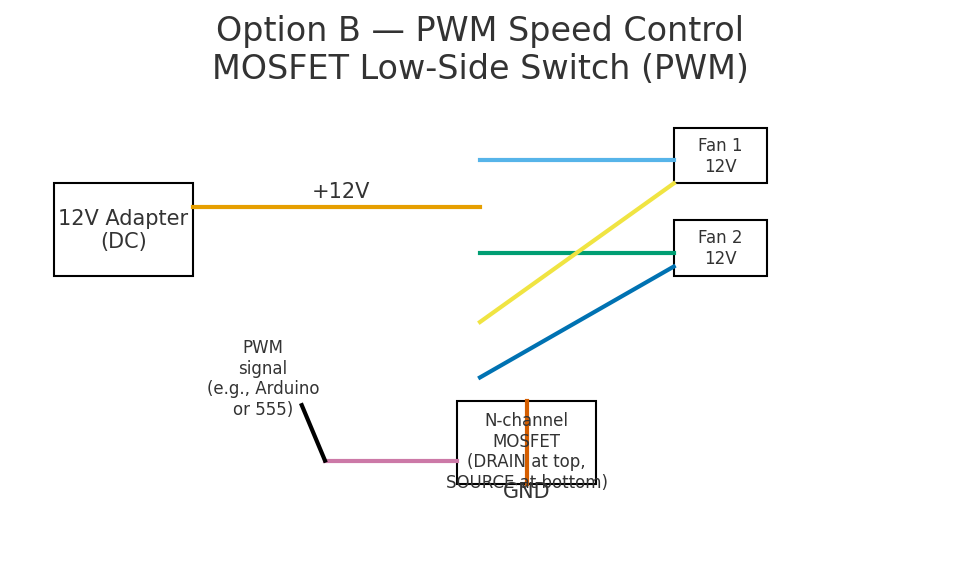 Option B — PWM Speed Control
MOSFET Low-Side Switch (PWM)
Fan 1
12V
+12V
12V Adapter
(DC)
Fan 2
12V
PWM
signal
(e.g., Arduino
or 555)
N-channel
MOSFET
(DRAIN at top,
SOURCE at bottom)
GND